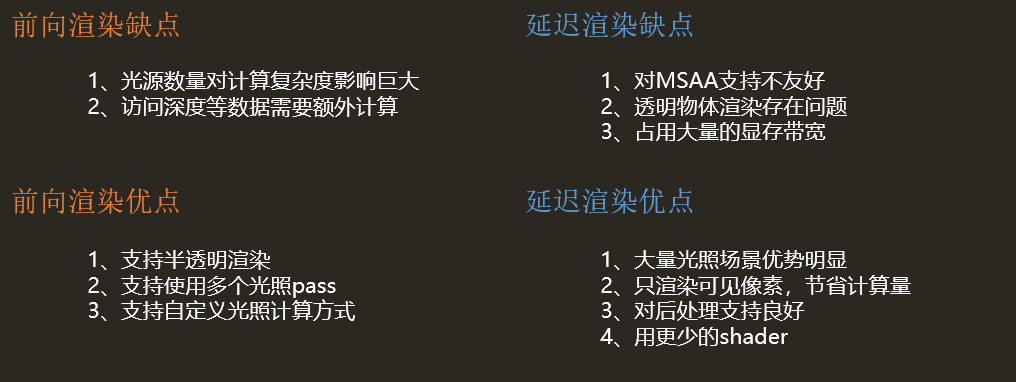 前向渲染缺点
1、光源数量对计算复杂度影响巨大
2、访问深度等数据需要额外计算
延迟渲染缺点
1、对MSAA支持不友好
2、透明物体渲染存在问题
3、占用大量的显存带宽
前向渲染优点
1、支持半透明渲染
2、支持使用多个光照pass
3、支持自定义光照计算方式
延迟渲染优点
1、大量光照场景优势明显
2、只渲染可见像素，节省计算量
3、对后处理支持良好
4、用更少的shader